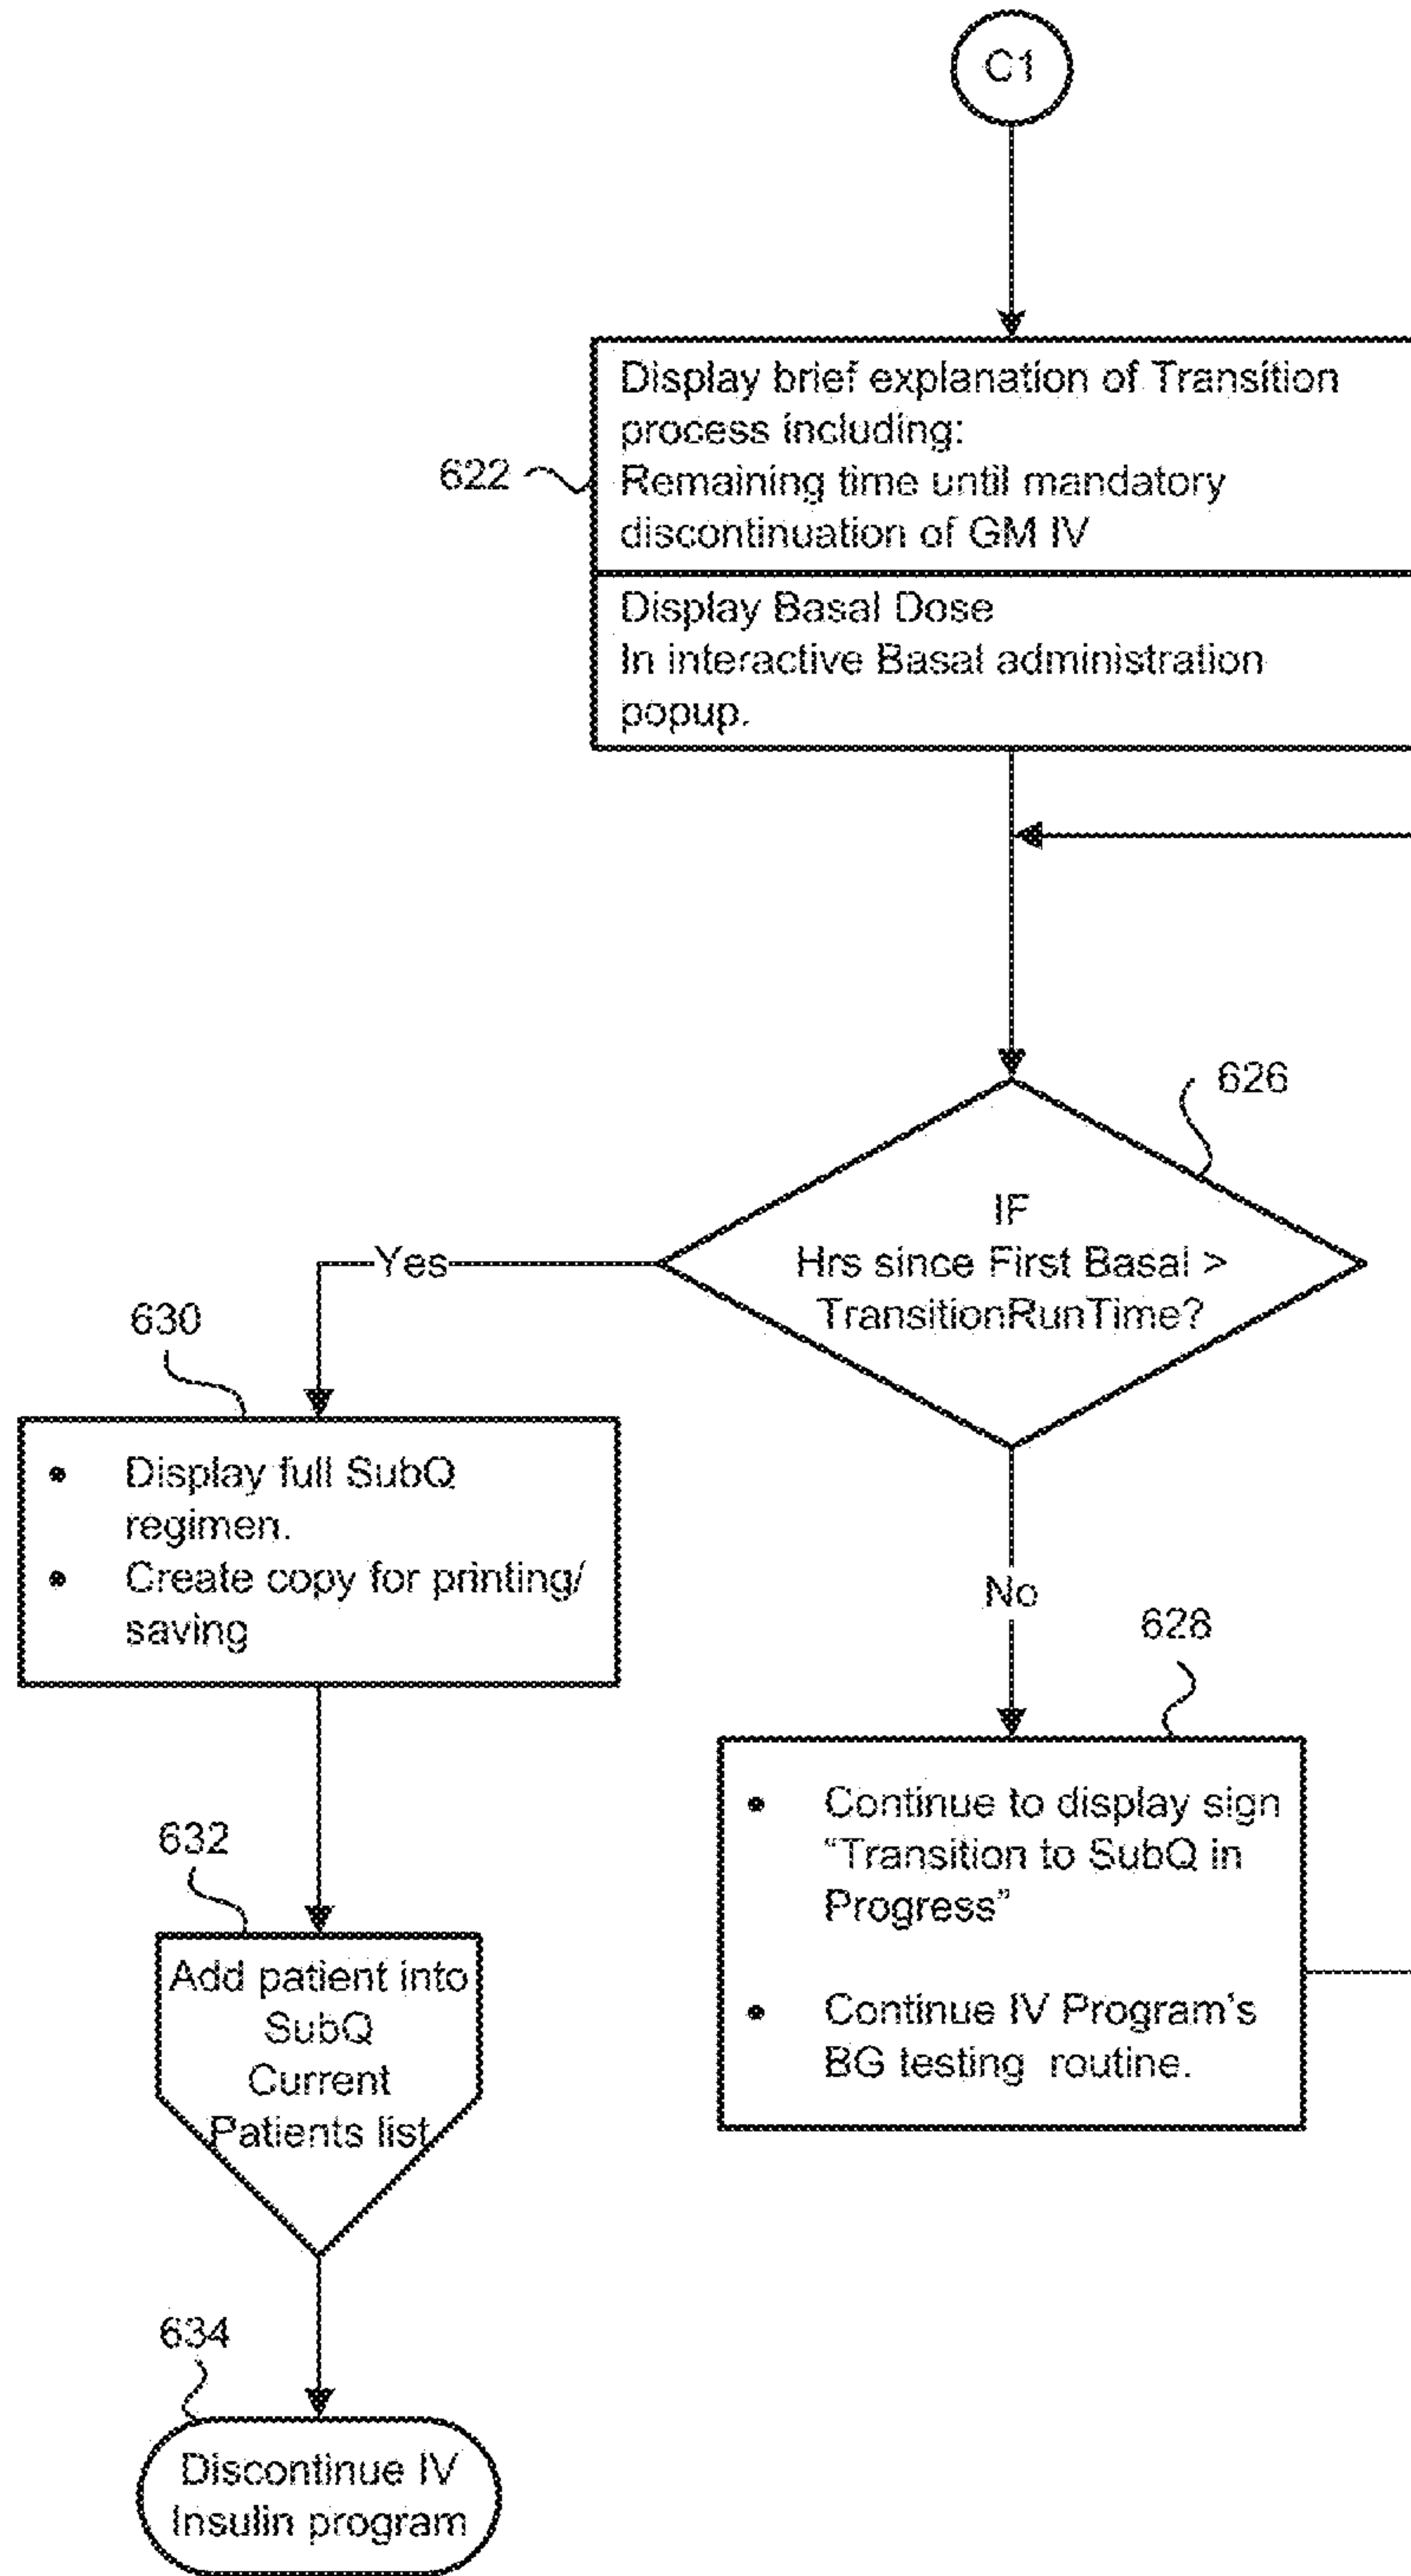 C1
Display brief explanation of Transition
process including:
Remaining time until mandatory
discontinuation of GM IV
622
Display Basal Dose
In interactive Basal administration
popup.
626
IF
Hrs since First Basal >
TransitionRunTime?
Yes
630
• Display full SubQ
regimen.
• Create copy for printing/
saving
No
628
• Continue to display sign
“Transition to SubQ in
Progress”
• Continue IV Program's
BG testing routine.
632
Add patient into
SubQ
Current
Patients list
634
Discontinue IV
Insulin program